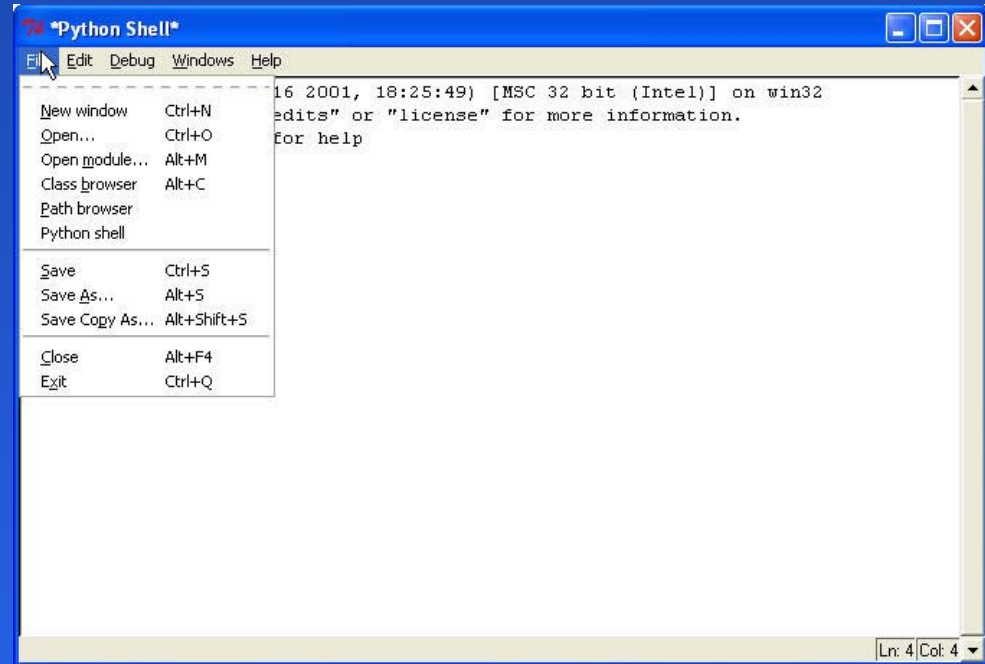 *Python Shell*
Edit Debug Windows Help
16 2001, 18:25:49) [MSC 32 bit (Intel)] on win32
edits" or "license" for more information.
for help
New window Ctrl+N
Open... Ctrl+O
Open module... Alt+M
Class browser Alt+C
Path browser
Python shell
Save Ctrl+S
Save As... Alt+S
Save Copy As... Alt+Shift+S
Close Alt+F4
Exit Ctrl+Q
Ln: 4 Col: 4